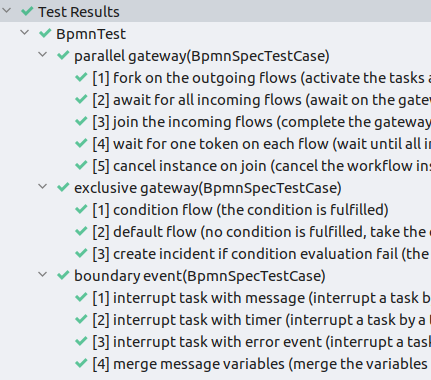 Test Results
BpmnTest
parallel gateway(BpmnSpecTestCase)
[1] fork on the outgoing flows (activate the tasks
[2] await for all incoming flows (await on the
[3] join the incoming flows (complete the gateway
[4] wait for one token on each flow (wait until all
[5] cancel instance on join (cancel the workflow
exclusive gateway(BpmnSpecTestCase)
[1] condition flow (the condition is fulfilled)
[2] default flow (no condition is fulfilled, take the
[3] create incident if condition evaluation fail (the
boundary event(BpmnSpecTestCase)
[1] interrupt task with message (interrupt a task
[2] interrupt task with timer (interrupt a task by a
[3] interrupt task with error event (interrupt a
[4] merge message variables (merge the variables